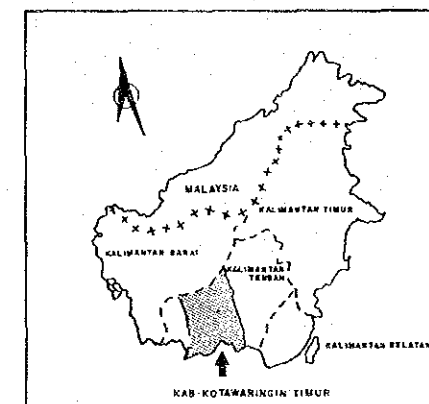 MALAYSIA
KALIMANTAN TIMUR
KALIMANTAN BARAT
KALIMANTAN
TENGAH
KALIMANTAN SELATAN
KAB-KOTAWARINGIN TIMUR